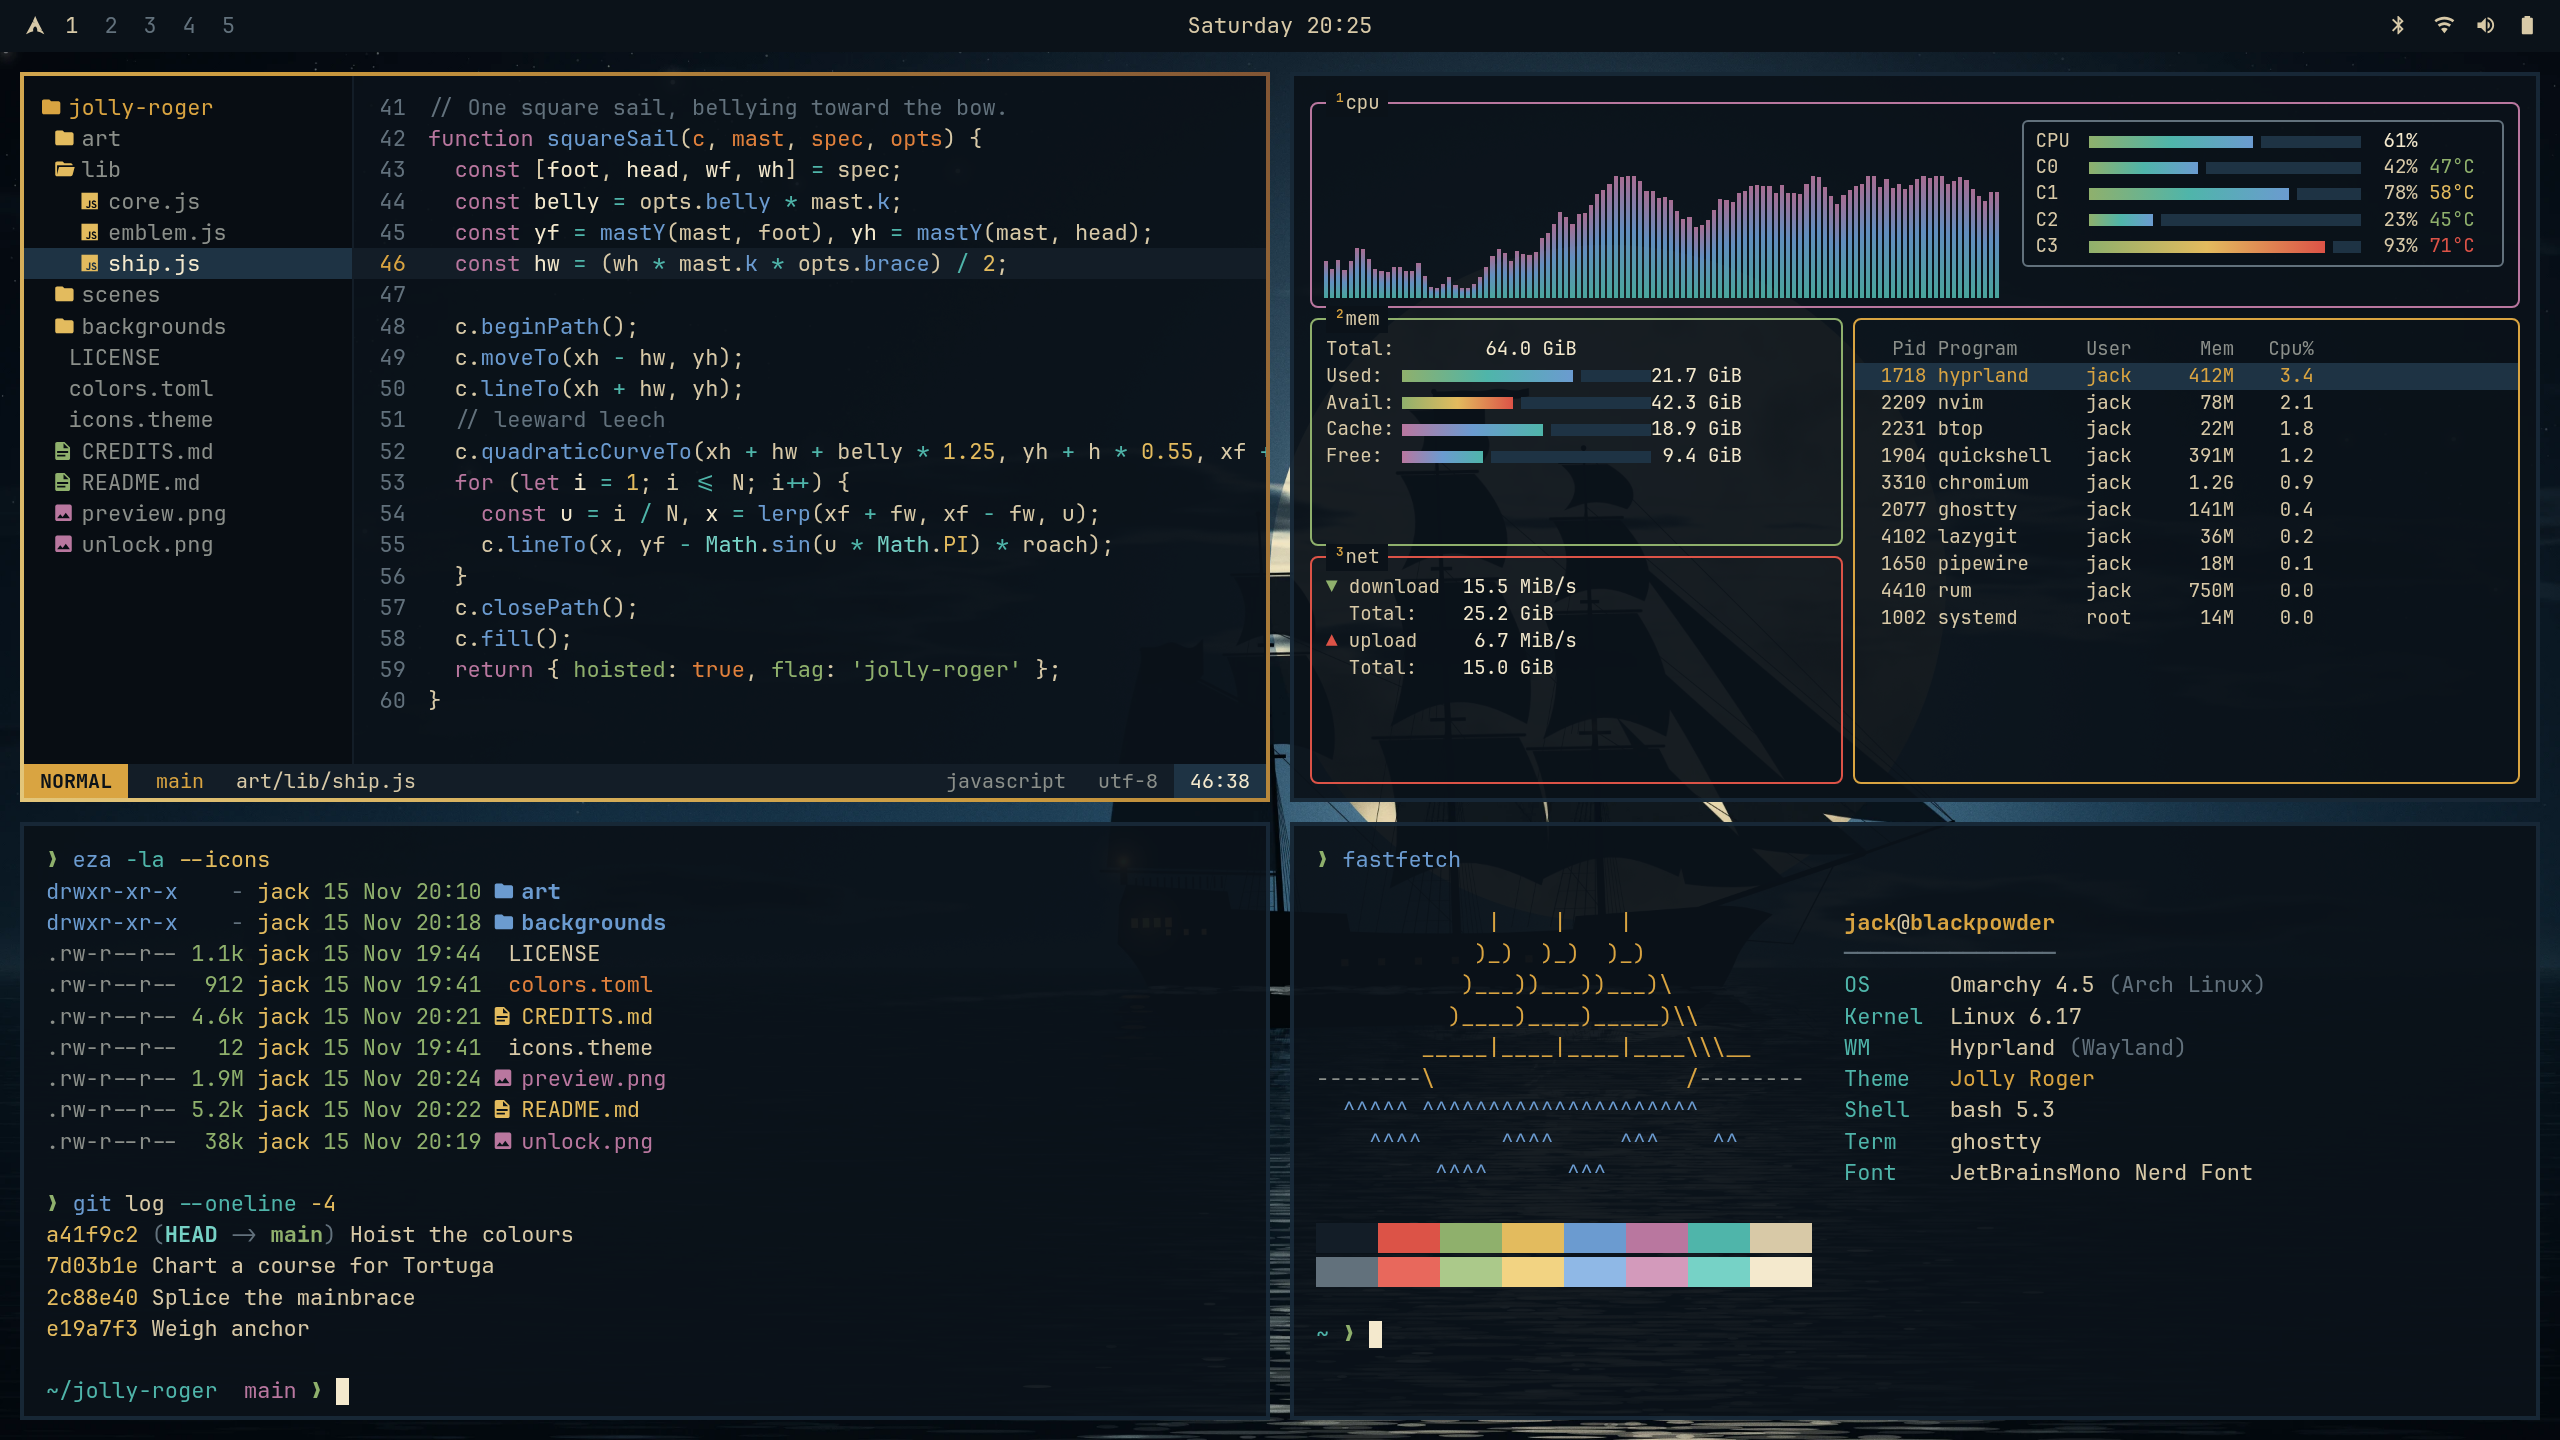 1 2 3 4 5
Saturday 20:25
jolly-roger
art
lib
core.js
emblem.js
ship.js
scenes
backgrounds
LICENSE
colors.toml
icons.theme
CREDITS.md
README.md
preview.png
unlock.png
41 // One square sail, bellying toward the bow.
42 function squareSail(c, mast, spec, opts) {
43 const [foot, head, wf, wh] = spec;
44 const belly = opts.belly * mast.k;
45 const yf = mastY(mast, foot), yh = mastY(mast, head);
46 const hw = (wh * mast.k * opts.brace) / 2;
47
48 c.beginPath();
49 c.moveTo(xh - hw, yh);
50 c.lineTo(xh + hw, yh);
51 // leeward leech
52 c.quadraticCurveTo(xh + hw + belly * 1.25, yh + h * 0.55, xf +
53 for (let i = 1; i <= N; i++) {
54 const u = i / N, x = lerp(xf + fw, xf - fw, u);
55 c.lineTo(x, yf - Math.sin(u * Math.PI) * roach);
56 }
57 c.closePath();
58 c.fill();
59 return { hoisted: true, flag: 'jolly-roger' };
60 }
NORMAL main art/lib/ship.js javascript utf-8 46:38
1cpu
CPU 61%
C0 42% 47°C
C1 78% 58°C
C2 23% 45°C
C3 93% 71°C
2mem
Total: 64.0 GiB
Used: 21.7 GiB
Avail: 42.3 GiB
Cache: 18.9 GiB
Free: 9.4 GiB
3net
▼ download 15.5 MiB/s
Total: 25.2 GiB
▲ upload 6.7 MiB/s
Total: 15.0 GiB
Pid Program User Mem Cpu%
1718 hyprland jack 412M 3.4
2209 nvim jack 78M 2.1
2231 btop jack 22M 1.8
1904 quickshell jack 391M 1.2
3310 chromium jack 1.2G 0.9
2077 ghostty jack 141M 0.4
4102 lazygit jack 36M 0.2
1650 pipewire jack 18M 0.1
4410 rum jack 750M 0.0
1002 systemd root 14M 0.0
❯ eza -la --icons
drwxr-xr-x - jack 15 Nov 20:10 art
drwxr-xr-x - jack 15 Nov 20:18 backgrounds
.rw-r--r-- 1.1k jack 15 Nov 19:44 LICENSE
.rw-r--r-- 912 jack 15 Nov 19:41 colors.toml
.rw-r--r-- 4.6k jack 15 Nov 20:21 CREDITS.md
.rw-r--r-- 12 jack 15 Nov 19:41 icons.theme
.rw-r--r-- 1.9M jack 15 Nov 20:24 preview.png
.rw-r--r-- 5.2k jack 15 Nov 20:22 README.md
.rw-r--r-- 38k jack 15 Nov 20:19 unlock.png
❯ git log --oneline -4
a41f9c2 (HEAD -> main) Hoist the colours
7d03b1e Chart a course for Tortuga
2c88e40 Splice the mainbrace
e19a7f3 Weigh anchor
~/jolly-roger main ❯
❯ fastfetch
jack@blackpowder
OS Omarchy 4.5 (Arch Linux)
Kernel Linux 6.17
WM Hyprland (Wayland)
Theme Jolly Roger
Shell bash 5.3
Term ghostty
Font JetBrainsMono Nerd Font
~ ❯